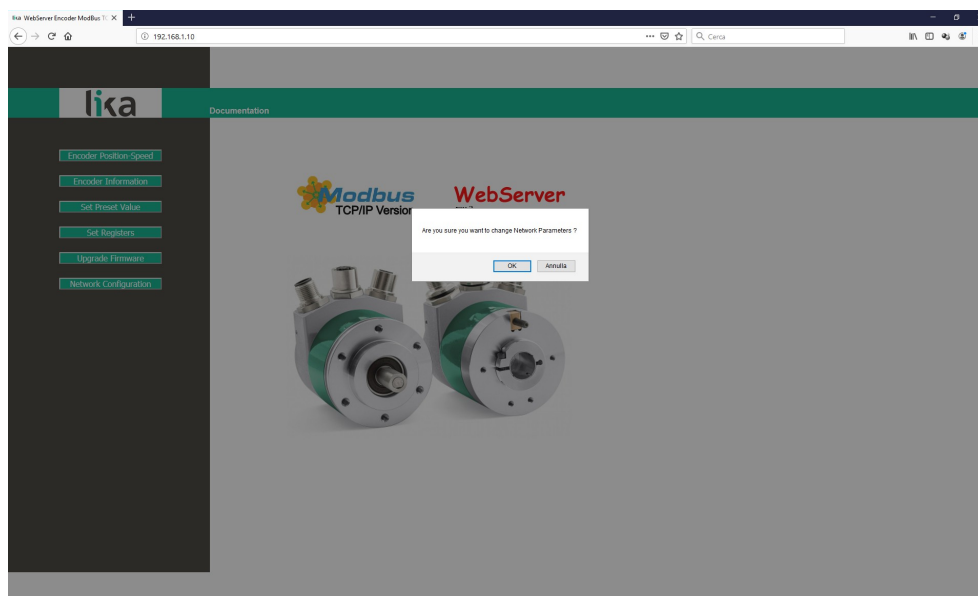 lika WebServer Encoder ModBus TC
192.168.1.10
Cerca
lika
Documentation
Encoder Position-Speed
Encoder Information
Set Preset Value
Set Registers
Upgrade Firmware
Network Configuration
Modbus
TCP/IP Version
WebServer
Are you sure you want to change Network Parameters ?
OK
Annulla